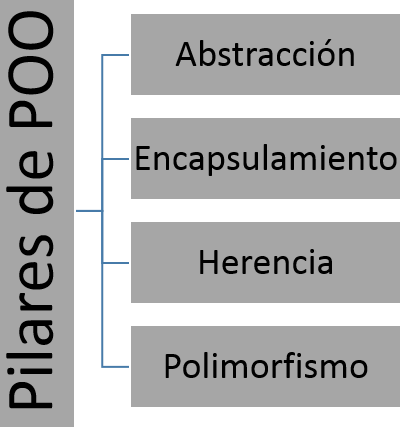 Pilares de POO
Abstracción
Encapsulamiento
Herencia
Polimorfismo